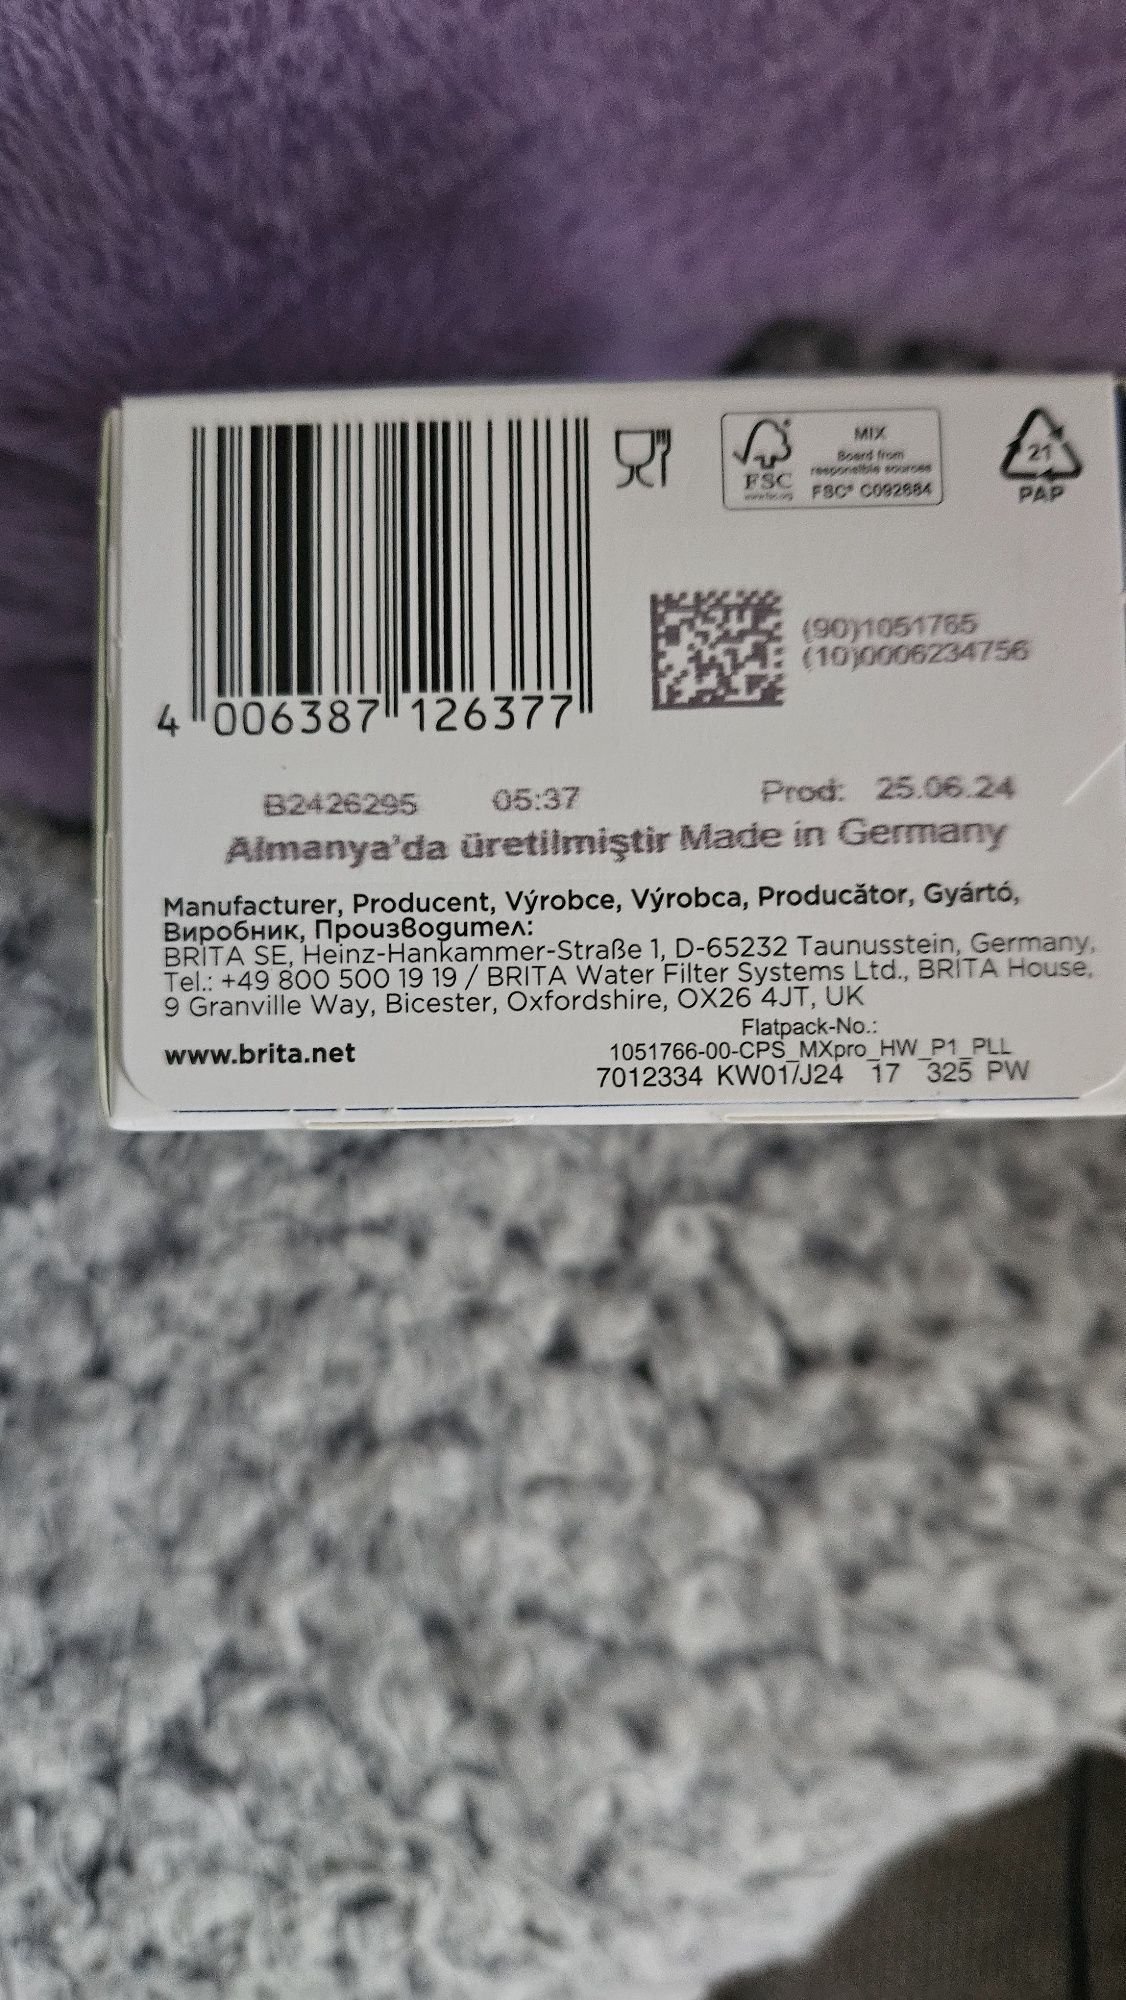 MIX
Board from
responsible sources
FSC
www.fsc.org
FSC® C092884
21
PAP
(90)1051765
(10)0006234756
4 006387 126377
B2426295 05:37 Prod: 25.06.24
Almanya'da üretilmiştir Made in Germany
Manufacturer, Producent, Výrobce, Výrobca, Producător, Gyártó,
Виробник, Произвоgumeл:
BRITA SE, Heinz-Hankammer-Straße 1, D-65232 Taunusstein, Germany,
Tel.: +49 800 500 19 19 / BRITA Water Filter Systems Ltd., BRITA House,
9 Granville Way, Bicester, Oxfordshire, OX26 4JT, UK
Flatpack-No.:
www.brita.net 1051766-00-CPS_MXpro_HW_P1_PLL
7012334 KW01/J24 17 325 PW